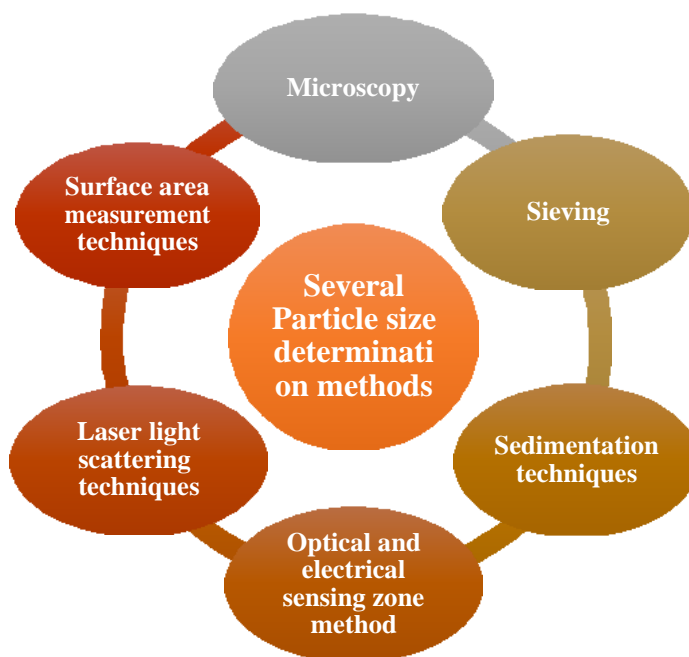 Microscopy
Sieving
Sedimentation
techniques
Optical and
electrical
sensing zone
method
Laser light
scattering
techniques
Surface area
measurement
techniques
Several
Particle size
determinati
on methods